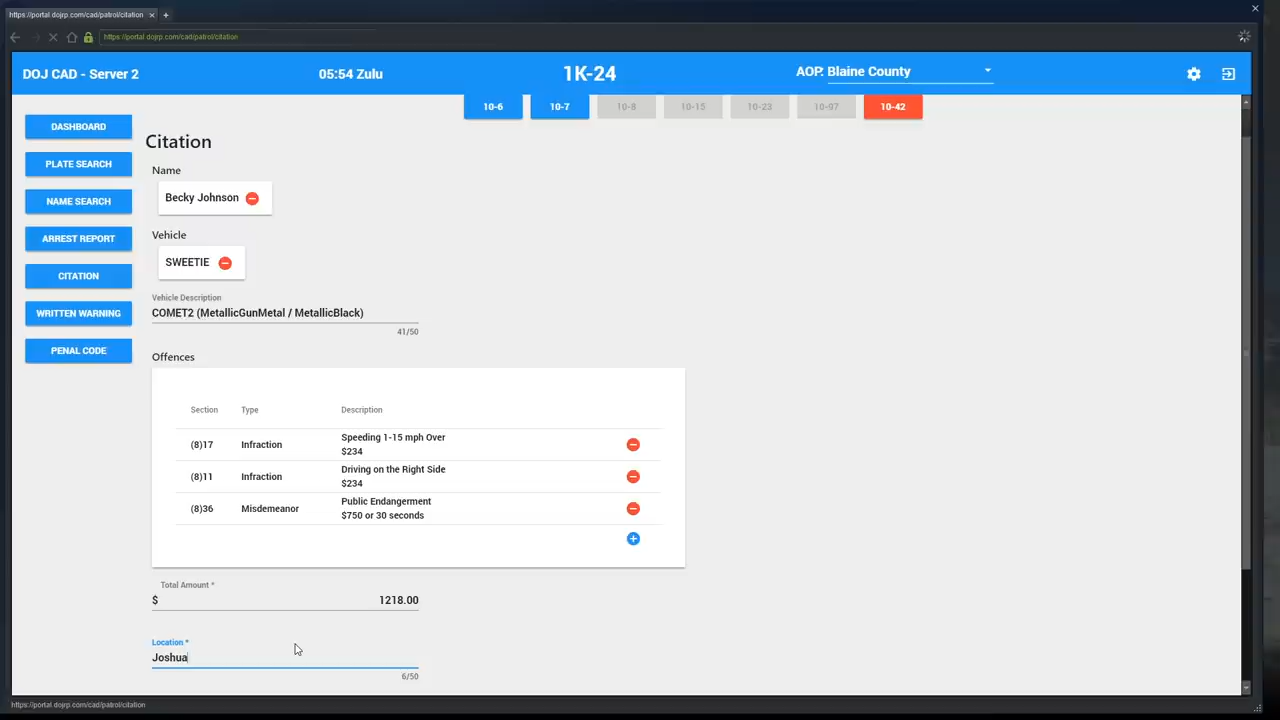 https://portal.dojrp.com/cad/patrol/citation
https://portal.dojrp.com/cad/patrol/citation
DOJ CAD - Server 2 05:54 Zulu 1K-24 AOP: Blaine County
10-6 10-7 10-8 10-15 10-23 10-97 10-42
DASHBOARD
PLATE SEARCH
NAME SEARCH
ARREST REPORT
CITATION
WRITTEN WARNING
PENAL CODE
Citation
Name
Becky Johnson
Vehicle
SWEETIE
Vehicle Description
COMET2 (MetallicGunMetal / MetallicBlack)
41/50
Offences
Section Type Description
(8)17 Infraction Speeding 1-15 mph Over
$234
(8)11 Infraction Driving on the Right Side
$234
(8)36 Misdemeanor Public Endangerment
$750 or 30 seconds
Total Amount *
$ 1218.00
Location *
Joshua
6/50
https://portal.dojrp.com/cad/patrol/citation